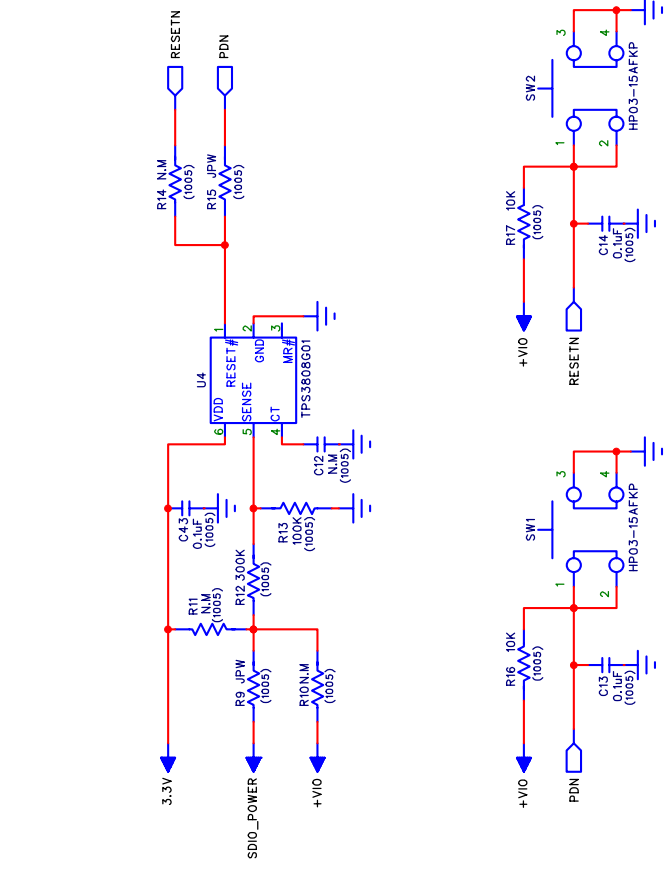 RESETN
PDN
R14 N.M
(1005)
R15 JPW
(1005)
1
2
3
U4
RESET#
GND
MR#
VDD
SENSE
CT
TPS3808G01
6
5
4
C12
N.M
(1005)
C43
0.1uF
(1005)
R13
100K
(1005)
R12 300K
(1005)
R11
N.M
(1005)
R9 JPW
(1005)
R10 N.M
(1005)
3.3V
SDIO_POWER
+VIO
3
4
SW2
HP03-15AFKP
1
2
R17 10K
(1005)
C14
0.1uF
(1005)
+VIO
RESETN
3
4
SW1
HP03-15AFKP
1
2
R16 10K
(1005)
C13
0.1uF
(1005)
+VIO
PDN